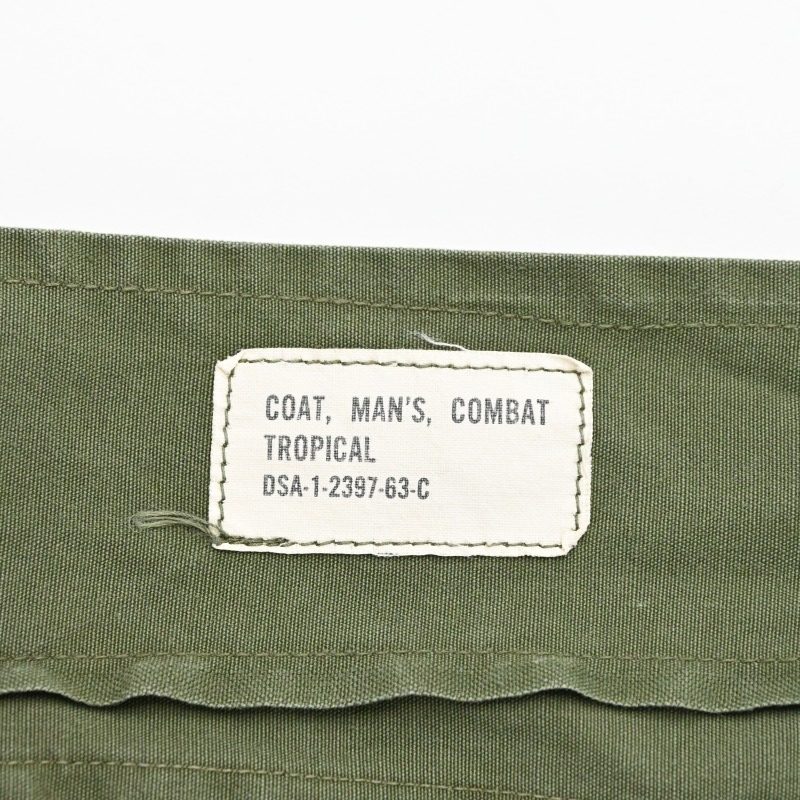 COAT, MAN'S, COMBAT
TROPICAL
DSA-1-2397-63-C